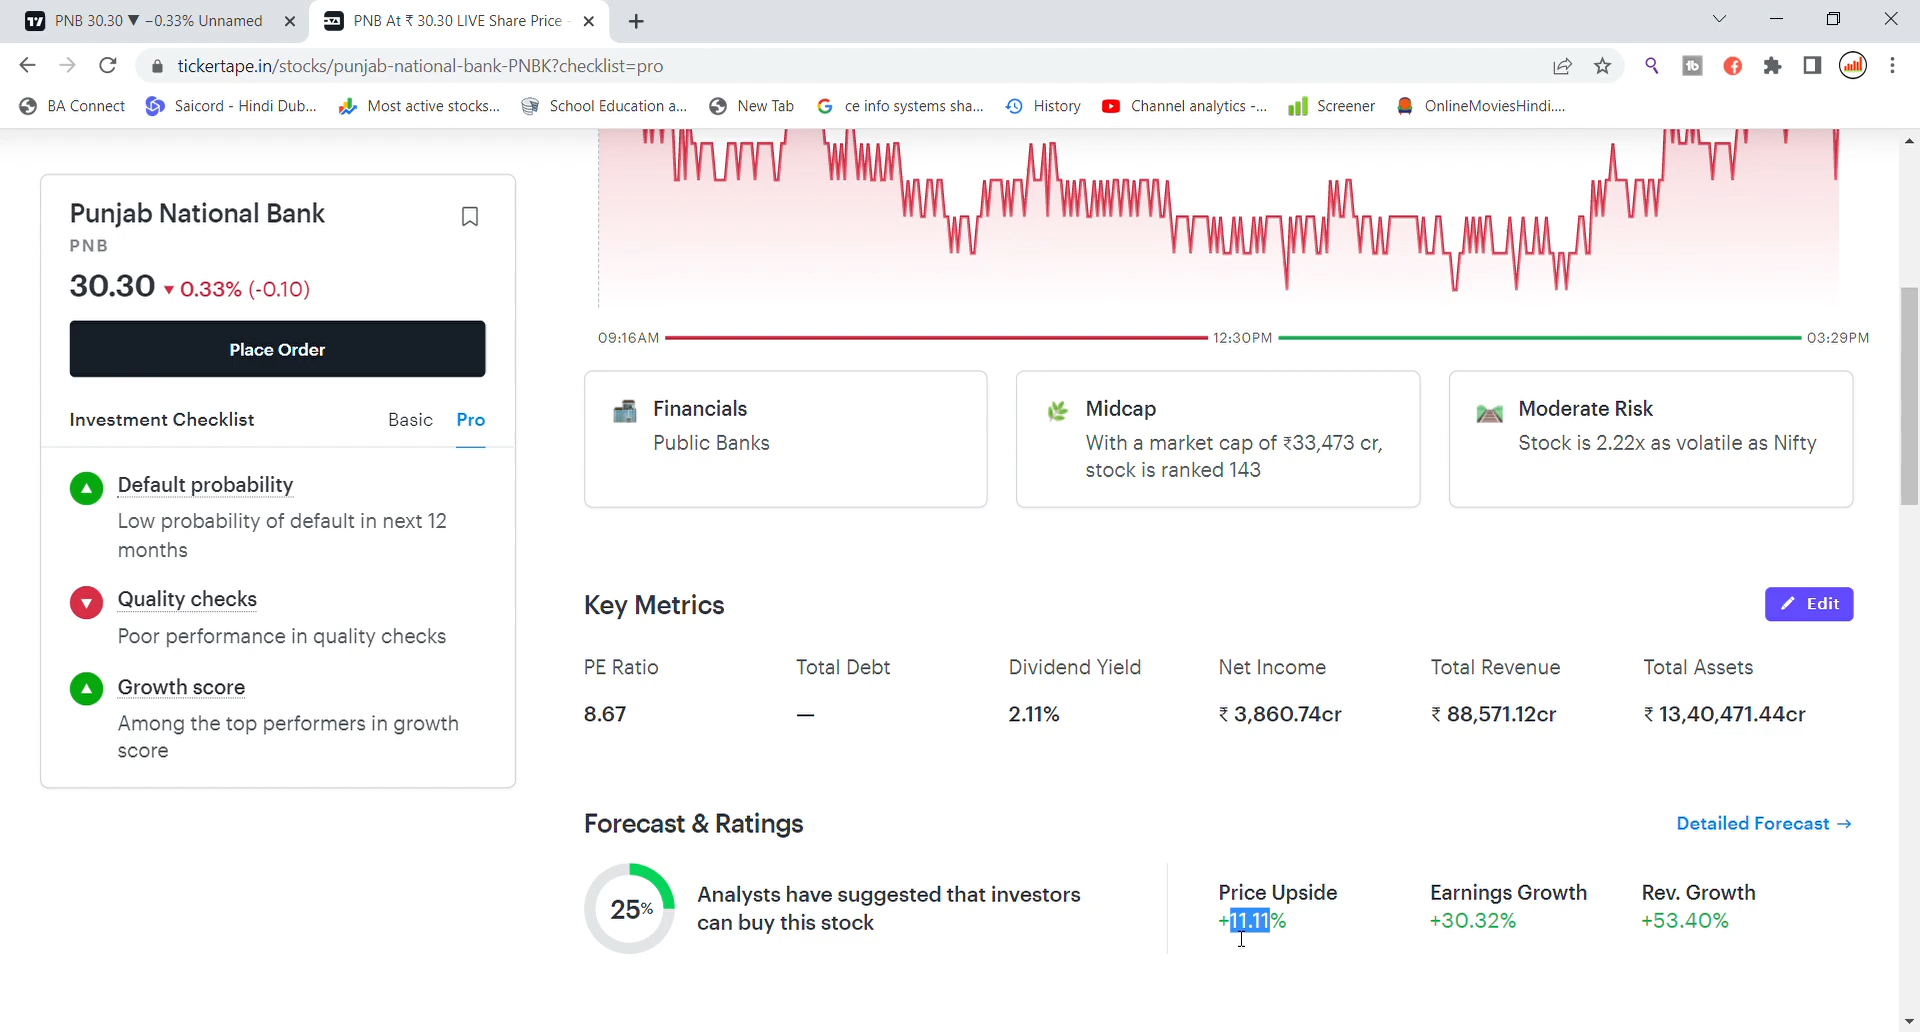 PNB 30.30 ▼ −0.33% Unnamed
PNB At ₹ 30.30 LIVE Share Price -
tickertape.in/stocks/punjab-national-bank-PNBK?checklist=pro
BA Connect
Saicord - Hindi Dub...
Most active stocks...
School Education a...
New Tab
ce info systems sha...
History
Channel analytics -...
Screener
OnlineMoviesHindi....
Punjab National Bank
PNB
30.30 ▾ 0.33% (-0.10)
Place Order
Investment Checklist
Basic
Pro
Default probability
Low probability of default in next 12
months
Quality checks
Poor performance in quality checks
Growth score
Among the top performers in growth
score
09:16AM
12:30PM
03:29PM
Financials
Public Banks
Midcap
With a market cap of ₹33,473 cr,
stock is ranked 143
Moderate Risk
Stock is 2.22x as volatile as Nifty
Key Metrics
Edit
PE Ratio
8.67
Total Debt
—
Dividend Yield
2.11%
Net Income
₹ 3,860.74cr
Total Revenue
₹ 88,571.12cr
Total Assets
₹ 13,40,471.44cr
Forecast & Ratings
Detailed Forecast →
25%
Analysts have suggested that investors
can buy this stock
Price Upside
+11.11%
Earnings Growth
+30.32%
Rev. Growth
+53.40%